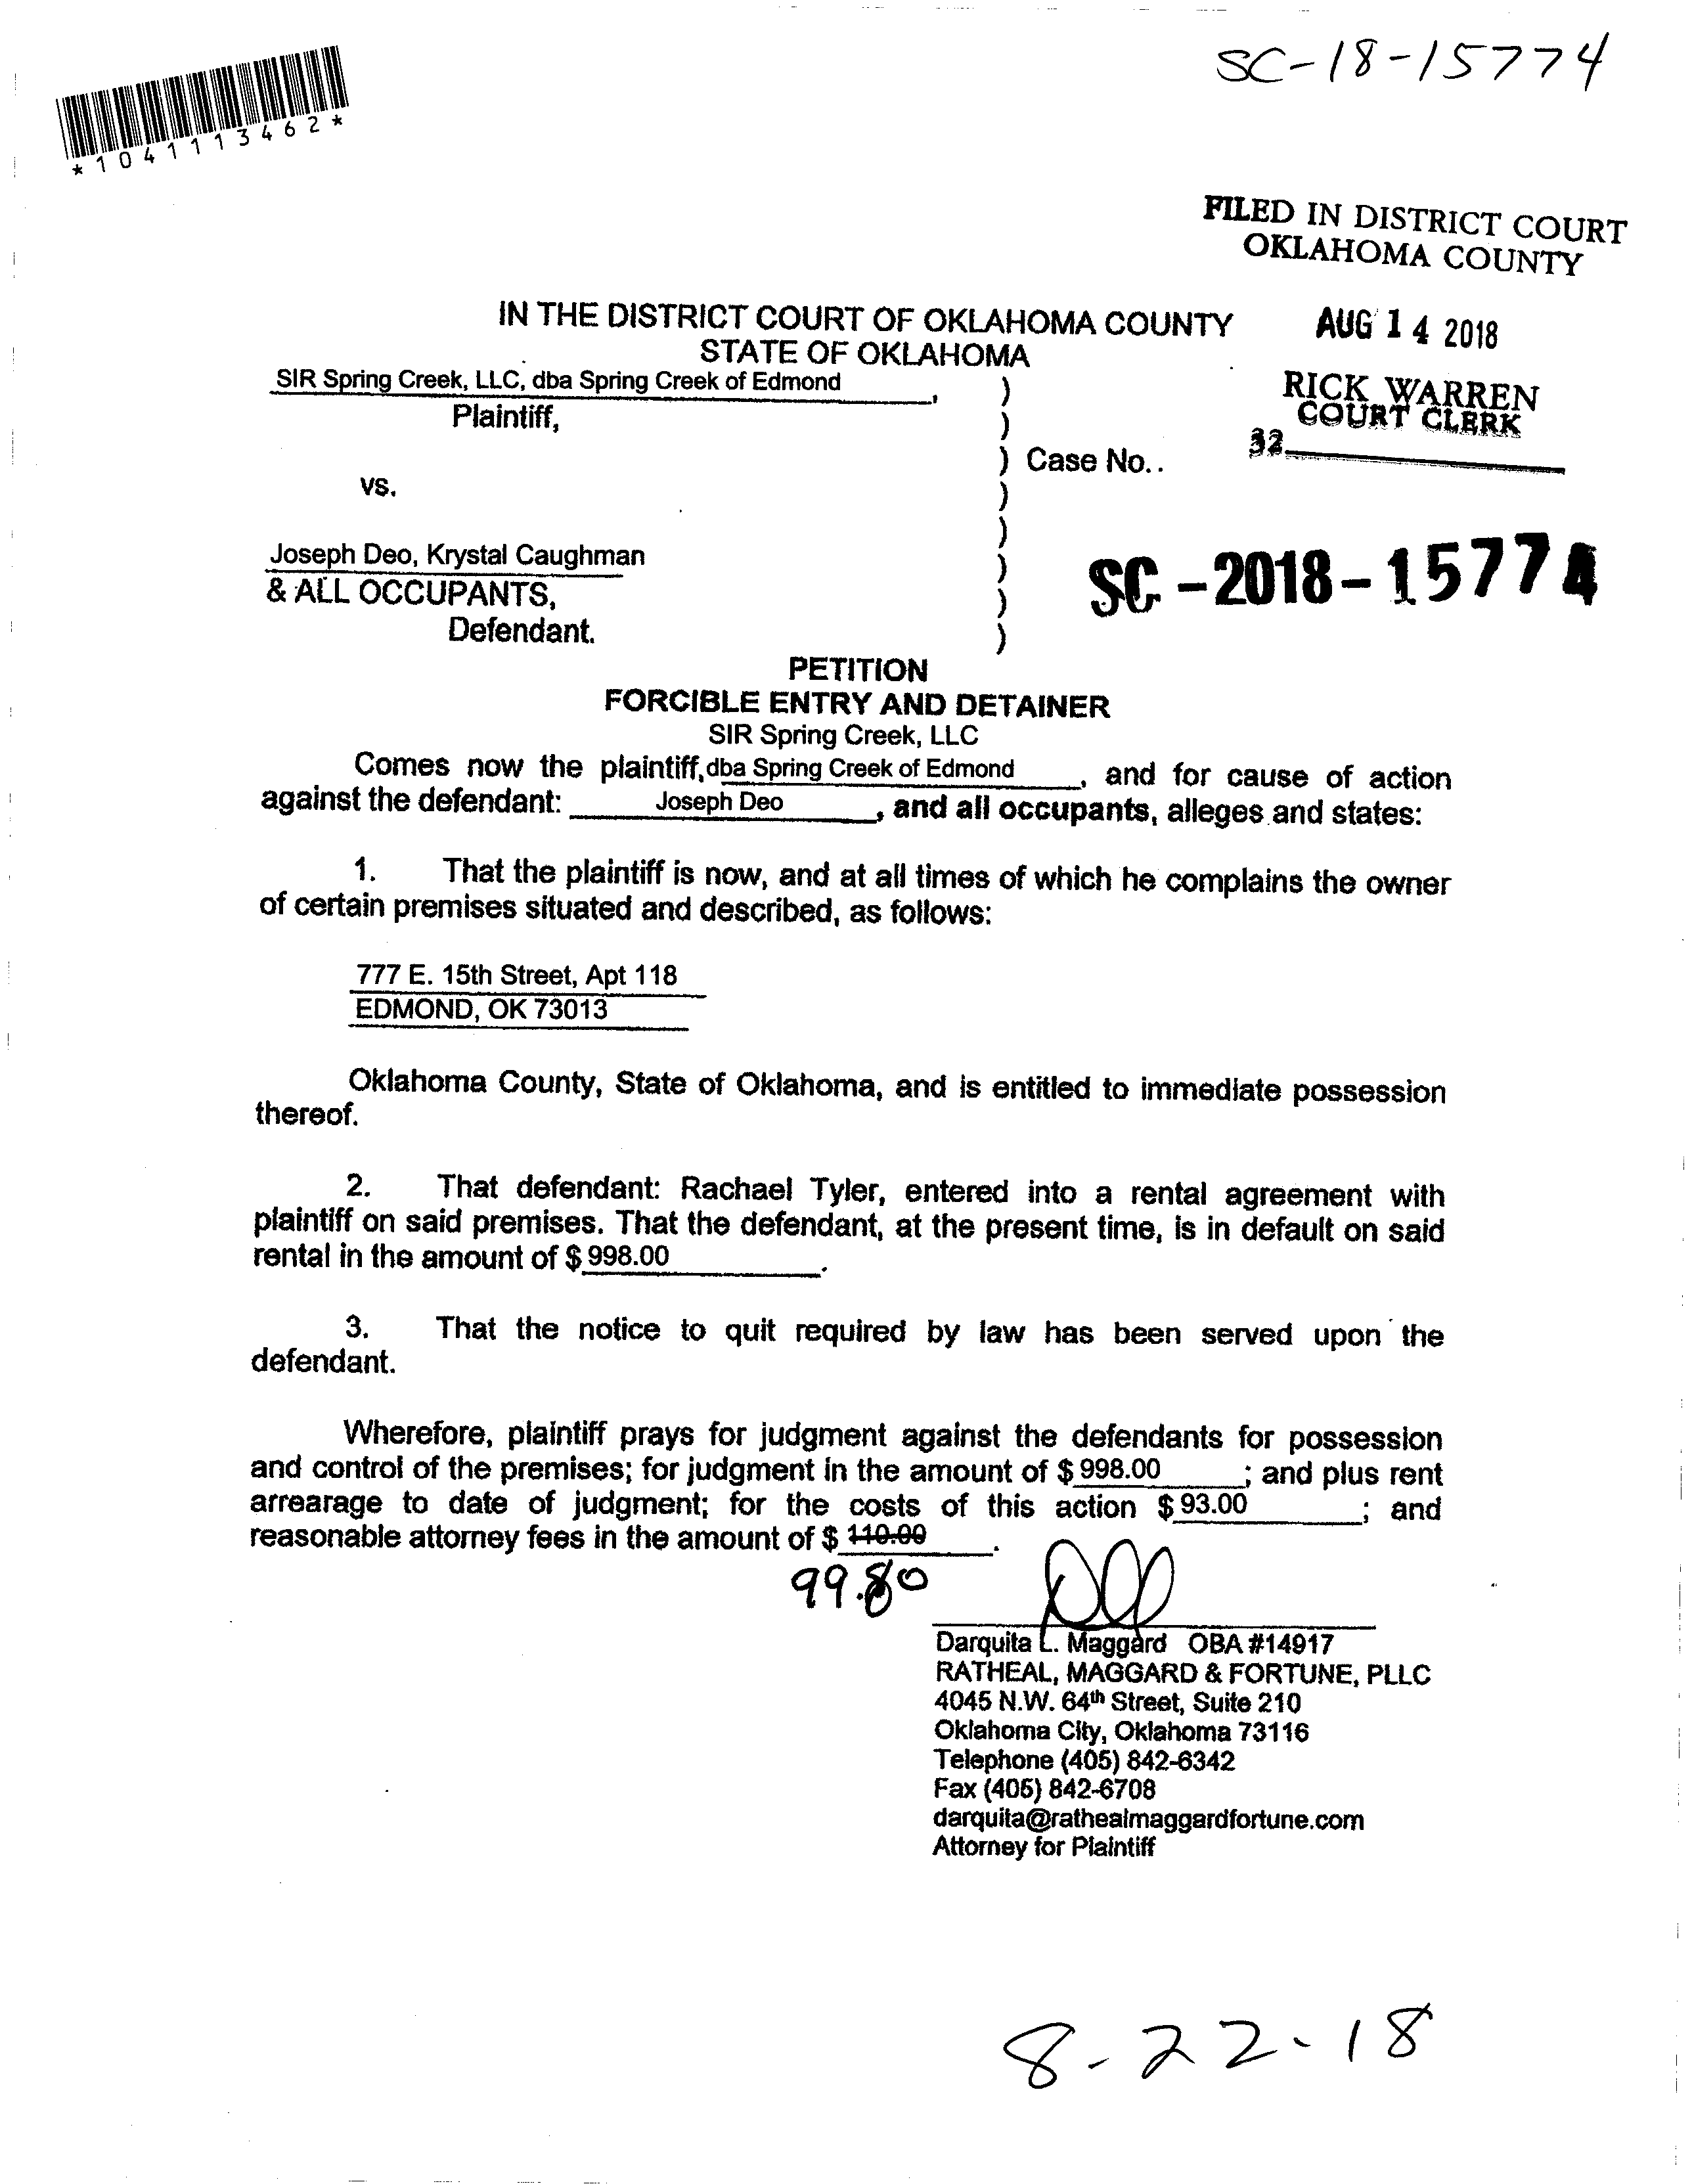 SC-18-15774
*1041113462*
FILED IN DISTRICT COURT
OKLAHOMA COUNTY
AUG 14 2018
RICK WARREN
COURT CLERK
32
IN THE DISTRICT COURT OF OKLAHOMA COUNTY
STATE OF OKLAHOMA
SIR Spring Creek, LLC, dba Spring Creek of Edmond,
Plaintiff,
vs.
Joseph Deo, Krystal Caughman
& ALL OCCUPANTS,
Defendant.
)
)
)
)
)
)
)
)
Case No..
SC-2018-15774
PETITION
FORCIBLE ENTRY AND DETAINER
SIR Spring Creek, LLC
Comes now the plaintiff, dba Spring Creek of Edmond, and for cause of action
against the defendant: Joseph Deo, and all occupants, alleges and states:
1. That the plaintiff is now, and at all times of which he complains the owner
of certain premises situated and described, as follows:
777 E. 15th Street, Apt 118
EDMOND, OK 73013
Oklahoma County, State of Oklahoma, and is entitled to immediate possession
thereof.
2. That defendant: Rachael Tyler, entered into a rental agreement with
plaintiff on said premises. That the defendant, at the present time, is in default on said
rental in the amount of $ 998.00.
3. That the notice to quit required by law has been served upon the
defendant.
Wherefore, plaintiff prays for judgment against the defendants for possession
and control of the premises; for judgment in the amount of $ 998.00; and plus rent
arrearage to date of judgment; for the costs of this action $ 93.00; and
reasonable attorney fees in the amount of $ 110.00.
99.80
Darquita L. Maggard OBA #14917
RATHEAL, MAGGARD & FORTUNE, PLLC
4045 N.W. 64th Street, Suite 210
Oklahoma City, Oklahoma 73116
Telephone (405) 842-6342
Fax (405) 842-6708
darquita@rathealmaggardfortune.com
Attorney for Plaintiff
8-22-18